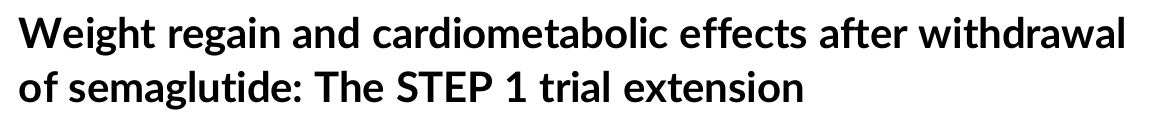 Weight regain and cardiometabolic effects after withdrawal
of semaglutide: The STEP 1 trial extension